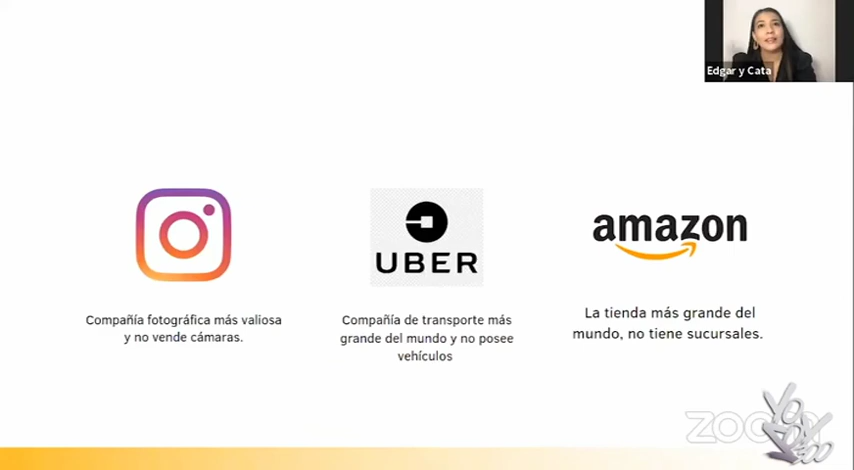 Edgar y Cata
UBER
amazon
Compañía fotográfica más valiosa
y no vende cámaras.
Compañía de transporte más
grande del mundo y no posee
vehículos
La tienda más grande del
mundo, no tiene sucursales.